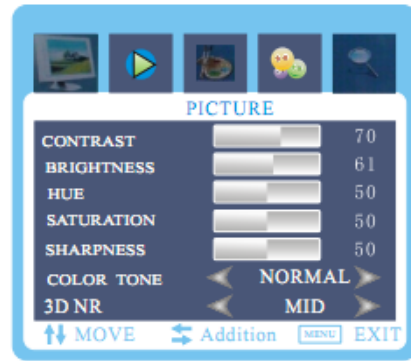 PICTURE
CONTRAST 70
BRIGHTNESS 61
HUE 50
SATURATION 50
SHARPNESS 50
COLOR TONE NORMAL
3D NR MID
MOVE Addition MENU EXIT